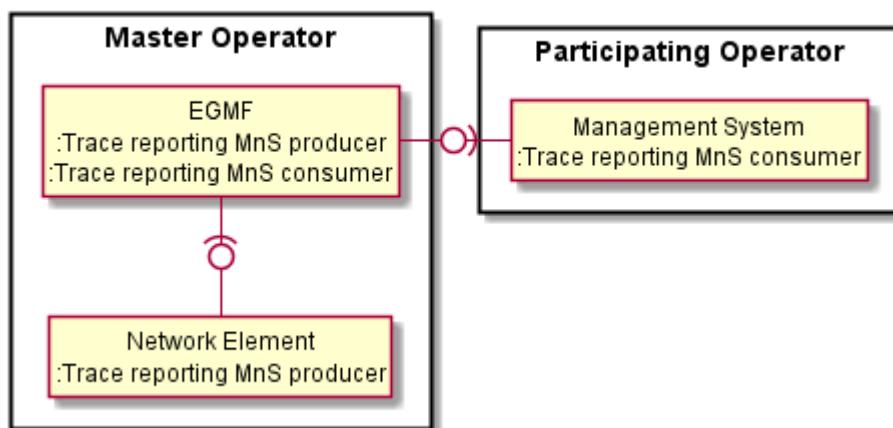 Master Operator
EGMF
:Trace reporting MnS producer
:Trace reporting MnS consumer
Network Element
:Trace reporting MnS producer
Participating Operator
Management System
:Trace reporting MnS consumer